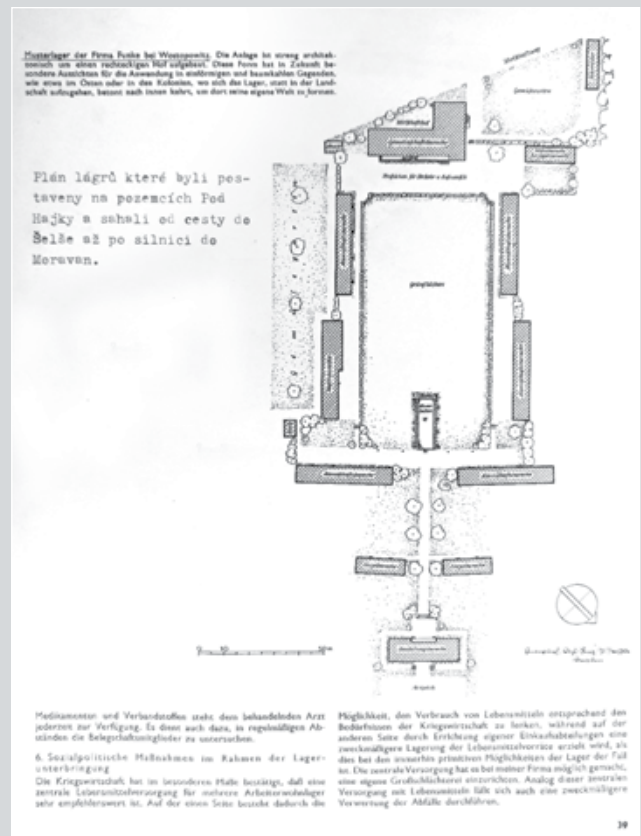 Musterlager der Firma Funke bei Wostopowitz. Die Anlage ist streng architek-
tonisch um einen rechteckigen Hof aufgebaut. Diese Form hat in Zukunft be-
sondere Aussichten für die Anwendung in einförmigen und baumkahlen Gegenden,
wie etwa im Osten oder in den Kolonien, wo sich das Lager, statt in der Land-
schaft aufzugehen, betont nach innen kehrt, um dort seine eigene Welt zu formen.
Plán lágrů které byli pos-
taveny na pozemcích Pod
Hajky a sahali od cesty do
Šelše až po silnici do
Moravan.
Grünflächen
Medikamenten und Verbandstoffen steht dem behandelnden Arzt
jederzeit zur Verfügung. Es dient auch dazu, in regelmäßigen Ab-
ständen die Belegschaftsmitglieder zu untersuchen.
6. Sozialpolitische Maßnahmen im Rahmen der Lager-
unterbringung
Die Kriegswirtschaft hat im besonderen Maße bestätigt, daß eine
zentrale Lebensmittelversorgung für mehrere Arbeiterwohnlager
sehr empfehlenswert ist. Auf der einen Seite besteht dadurch die
Möglichkeit, den Verbrauch von Lebensmitteln entsprechend den
Bedürfnissen der Kriegswirtschaft zu lenken, während auf der
anderen Seite durch Errichtung eigener Einkaufsabteilungen eine
zweckmäßigere Lagerung der Lebensmittelvorräte erzielt wird, als
dies bei den immerhin primitiven Möglichkeiten der Lager der Fall
ist. Die zentrale Versorgung hat es bei meiner Firma möglich gemacht,
eine eigene Großschlächterei einzurichten. Analog dieser zentralen
Versorgung mit Lebensmitteln läßt sich auch eine zweckmäßigere
Verwertung der Abfälle durchführen.
39